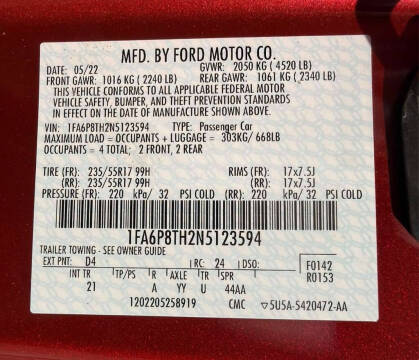 MFD. BY FORD MOTOR CO.
DATE: 05/22 GVWR: 2050 KG (4520 LB)
FRONT GAWR: 1016 KG (2240 LB) REAR GAWR: 1061 KG (2340 LB)
THIS VEHICLE CONFORMS TO ALL APPLICABLE FEDERAL MOTOR
VEHICLE SAFETY, BUMPER, AND THEFT PREVENTION STANDARDS
IN EFFECT ON THE DATE OF MANUFACTURE SHOWN ABOVE.
VIN: 1FA6P8TH2N5123594 TYPE: Passenger Car
MAXIMUM LOAD = OCCUPANTS + LUGGAGE = 303KG/668LB
OCCUPANTS = 4 TOTAL; 2 FRONT, 2 REAR
TIRE (FR): 235/55R17 99H RIMS (FR): 17x7.5J
(RR): 235/55R17 99H (RR): 17x7.5J
PRESSURE (FR): 220 kPa/ 32 PSI COLD (RR): 220 kPa/ 32 PSI COLD
1FA6P8TH2N5123594
TRAILER TOWING - SEE OWNER GUIDE
EXT PNT: D4 RC: 24 DSO: F0142
INT TR TP/PS R AXLE TR SPR R0153
21 A YY U 44AA
1202205258919 CMC 5U5A-5420472-AA